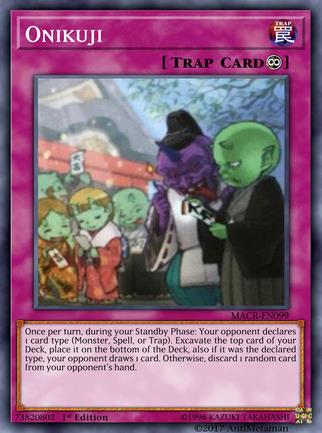 ONIKUJI
TRAP
罠
[TRAP CARD∞]
MACR-EN099
Once per turn, during your Standby Phase: Your opponent declares
1 card type (Monster, Spell, or Trap). Excavate the top card of your
Deck, place it on the bottom of the Deck, also if it was the declared
type, your opponent draws 1 card. Otherwise, discard 1 random card
from your opponent's hand.
73820802 1st Edition ©1996 KAZUKI TAKAHASHI
©2017 AntiMetaman